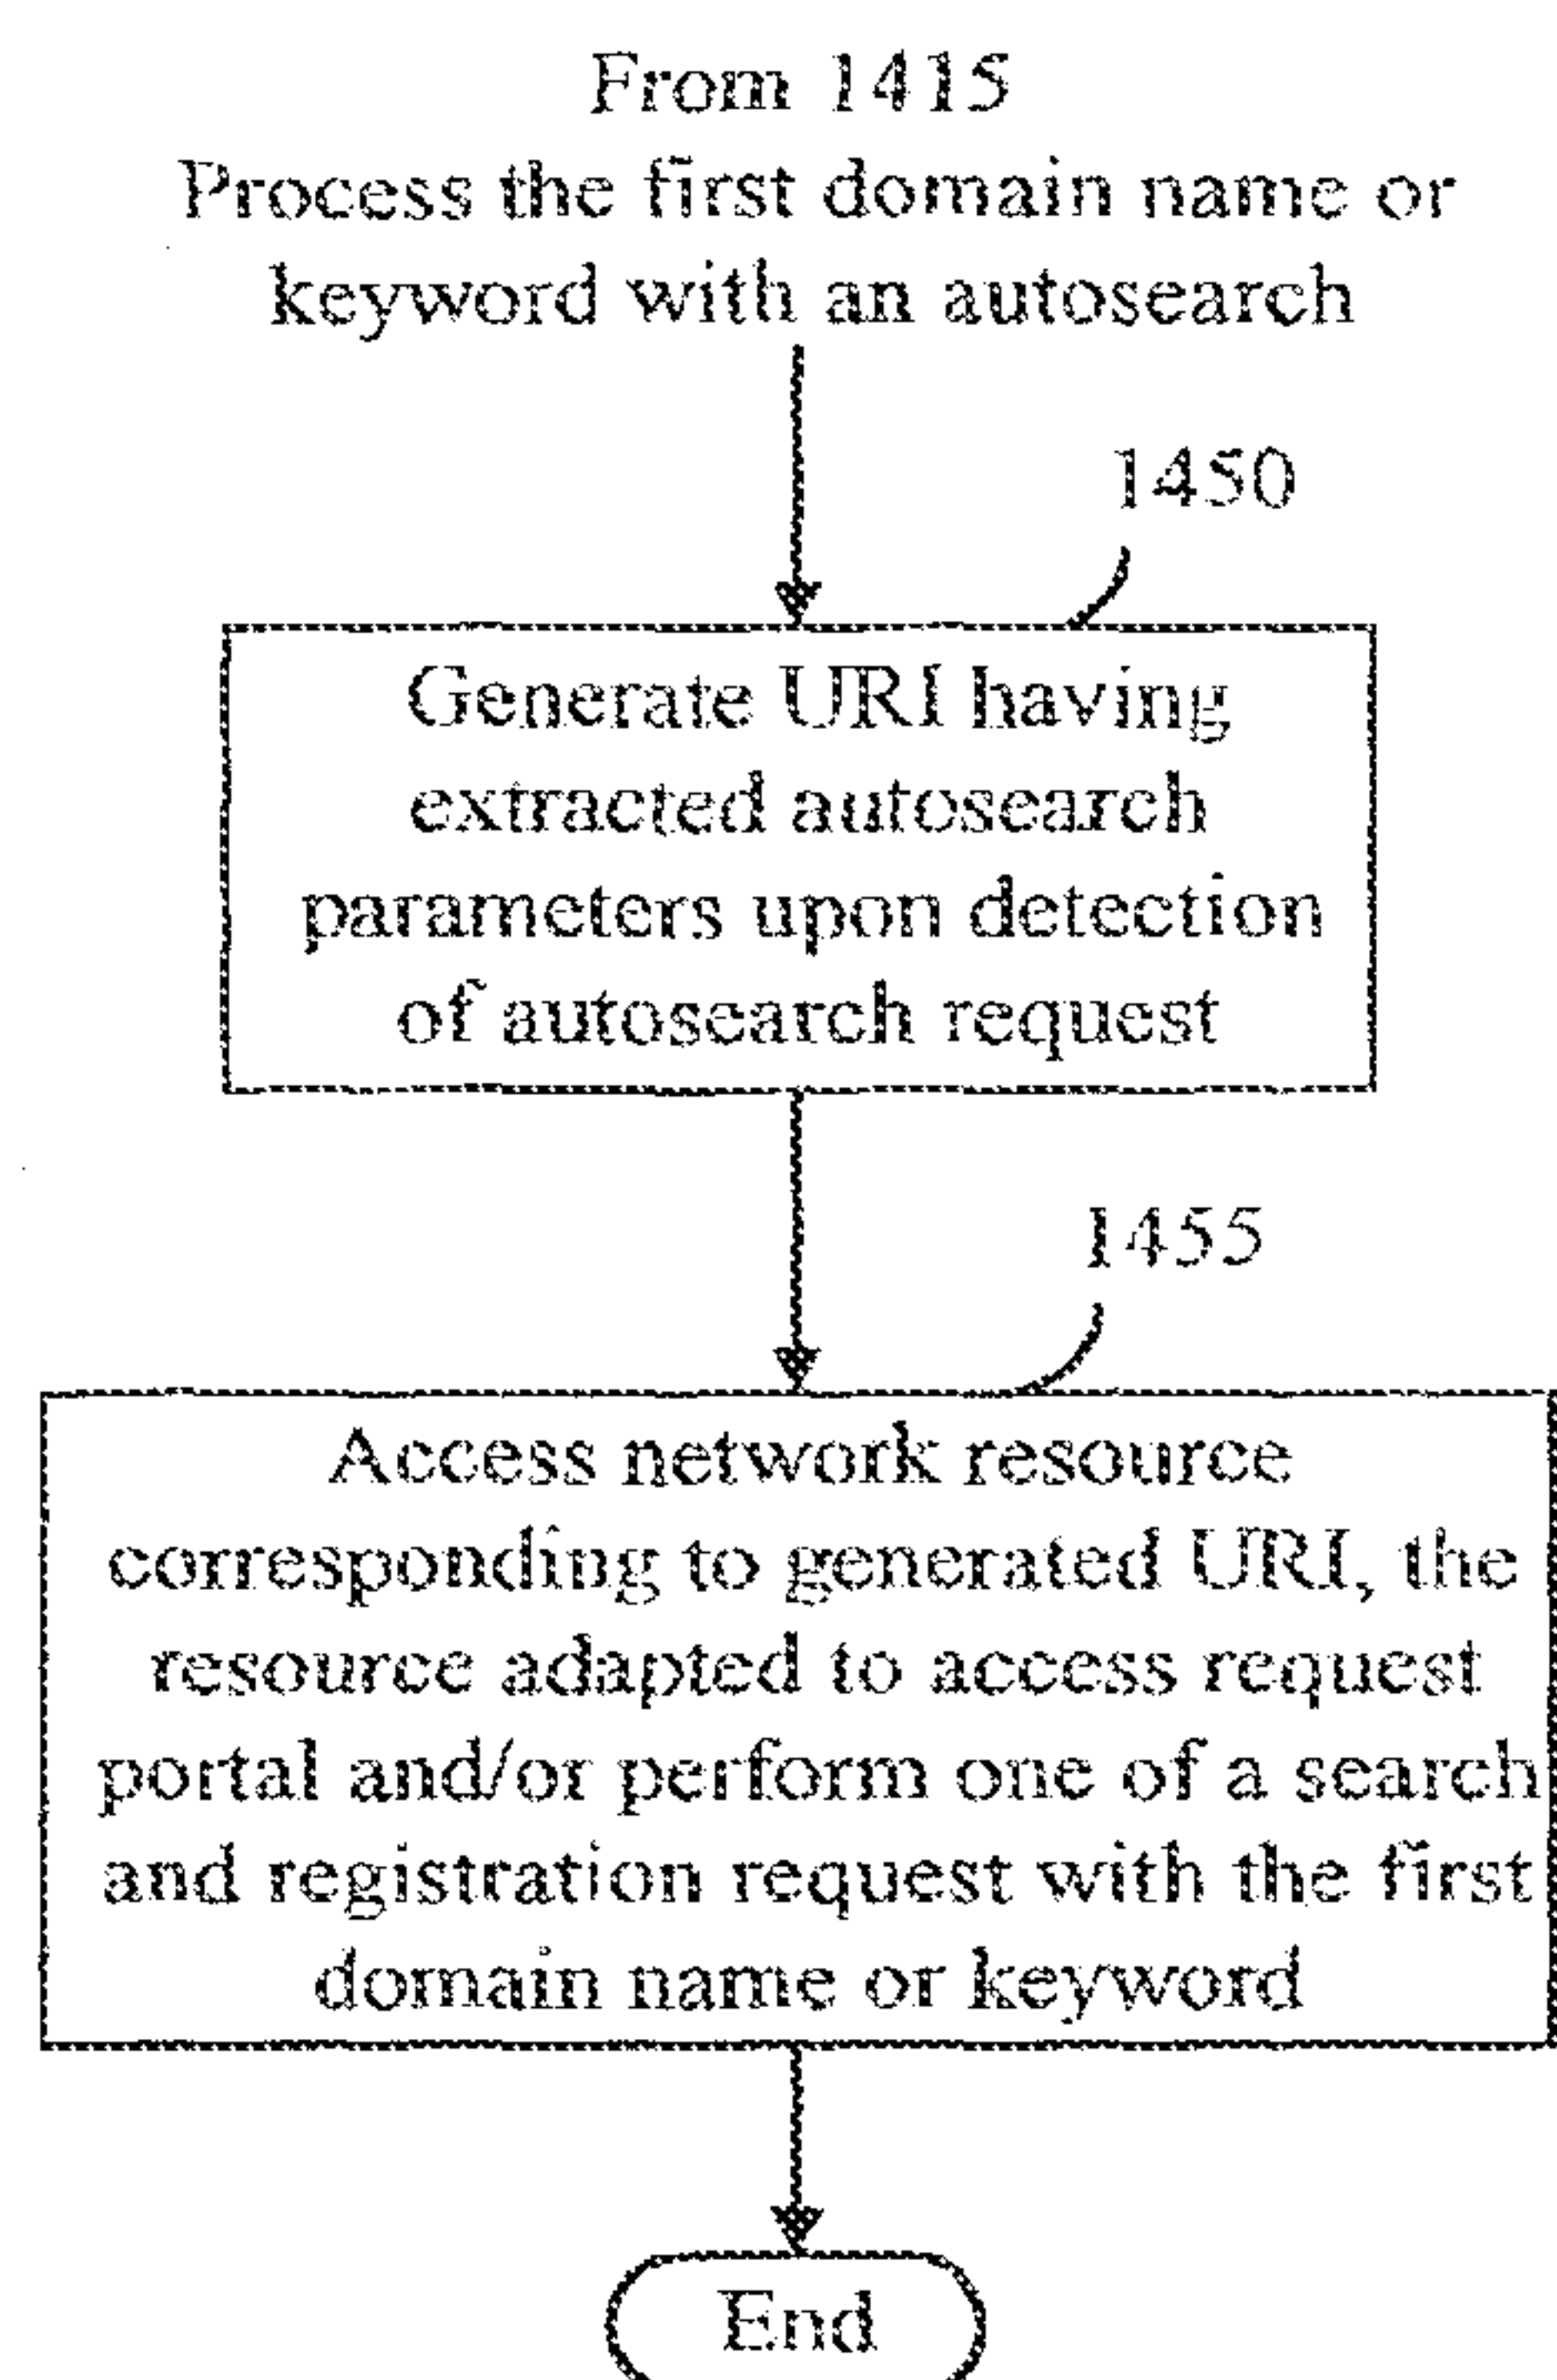 From 1415
Process the first domain name or
keyword with an autosearch
1450
Generate URI having
extracted autosearch
parameters upon detection
of autosearch request
1455
Access network resource
corresponding to generated URI, the
resource adapted to access request
portal and/or perform one of a search
and registration request with the first
domain name or keyword
End